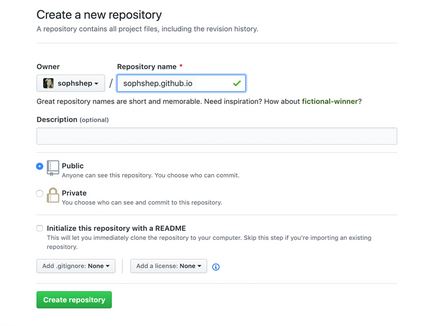 Create a new repository
A repository contains all project files, including the revision history.
Owner Repository name *
sophshep / sophshep.github.io
Great repository names are short and memorable. Need inspiration? How about fictional-winner?
Description (optional)
Public
Anyone can see this repository. You choose who can commit.
Private
You choose who can see and commit to this repository.
Initialize this repository with a README
This will let you immediately clone the repository to your computer. Skip this step if you're importing an existing
repository.
Add .gitignore: None Add a license: None
Create repository